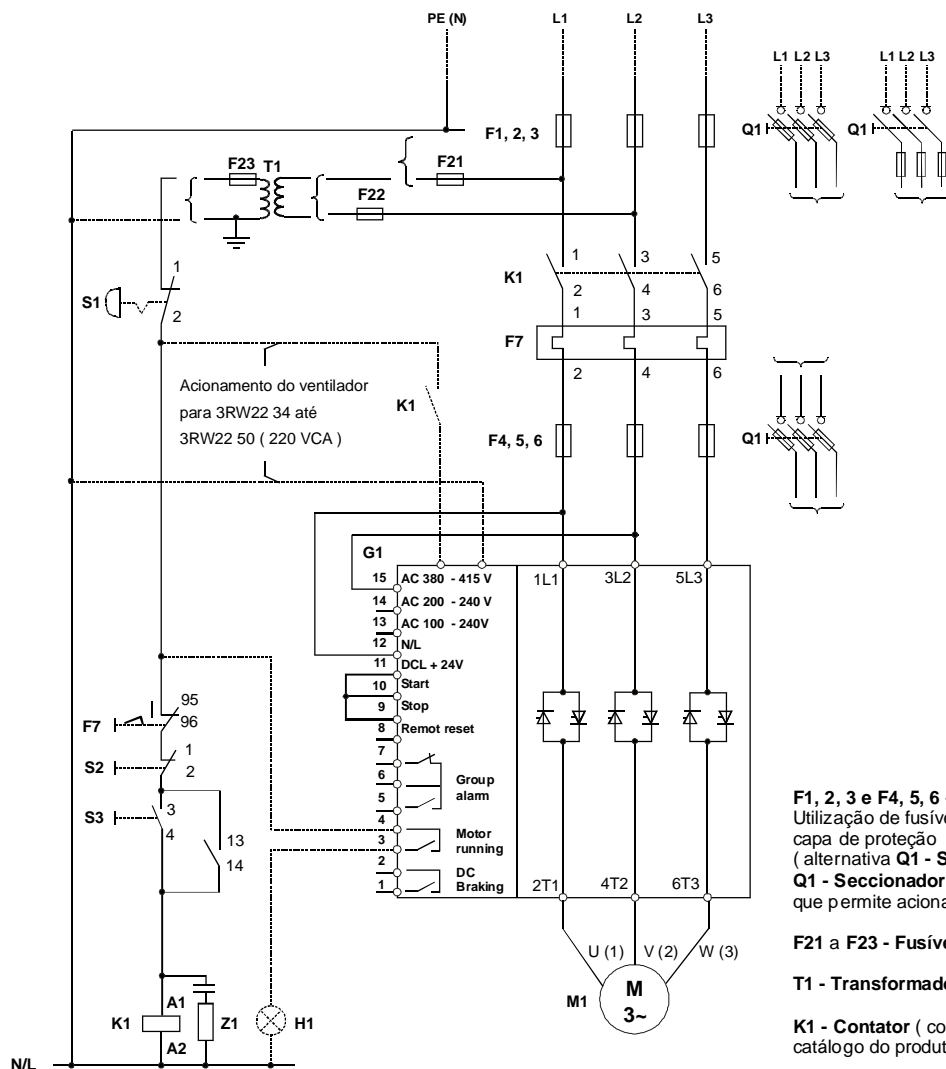 PE (N) L1 L2 L3
L1 L2 L3 L1 L2 L3
F1, 2, 3 Q1 Q1
F23 T1 F21
F22
1 3 5
K1
2 4 6
1 3 5
F7
2 4 6
1
S1
2
Acionamento do ventilador
para 3RW22 34 até
3RW22 50 ( 220 VCA )
K1
F4, 5, 6
Q1
G1
15 AC 380 - 415 V
14 AC 200 - 240 V
13 AC 100 - 240V
12 N/L
11 DCL + 24V
10 Start
9 Stop
8 Remot reset
7
6 Group
5 alarm
4
3 Motor
running
2 DC
1 Braking
1L1 3L2 5L3
2T1 4T2 6T3
U (1) V (2) W (3)
M1
M
3~
95
F7 96
1
S2 2
S3 3
4
13
14
A1
K1 Z1 H1
A2
N/L
F1, 2, 3 e F4, 5, 6
Utilização de
capa de proteção
( alternativa Q1 - S
Q1 - Seccionador
que permite
F21 a F23 -
T1 -
K1 - Contator (
catálogo do